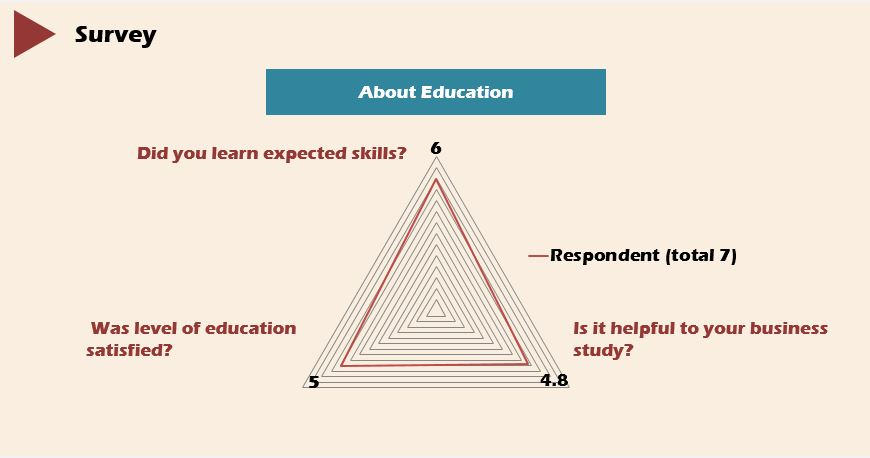 Survey
About Education
Did you learn expected skills?
6
Respondent (total 7)
Was level of education
satisfied?
Is it helpful to your business
study?
5
4.8